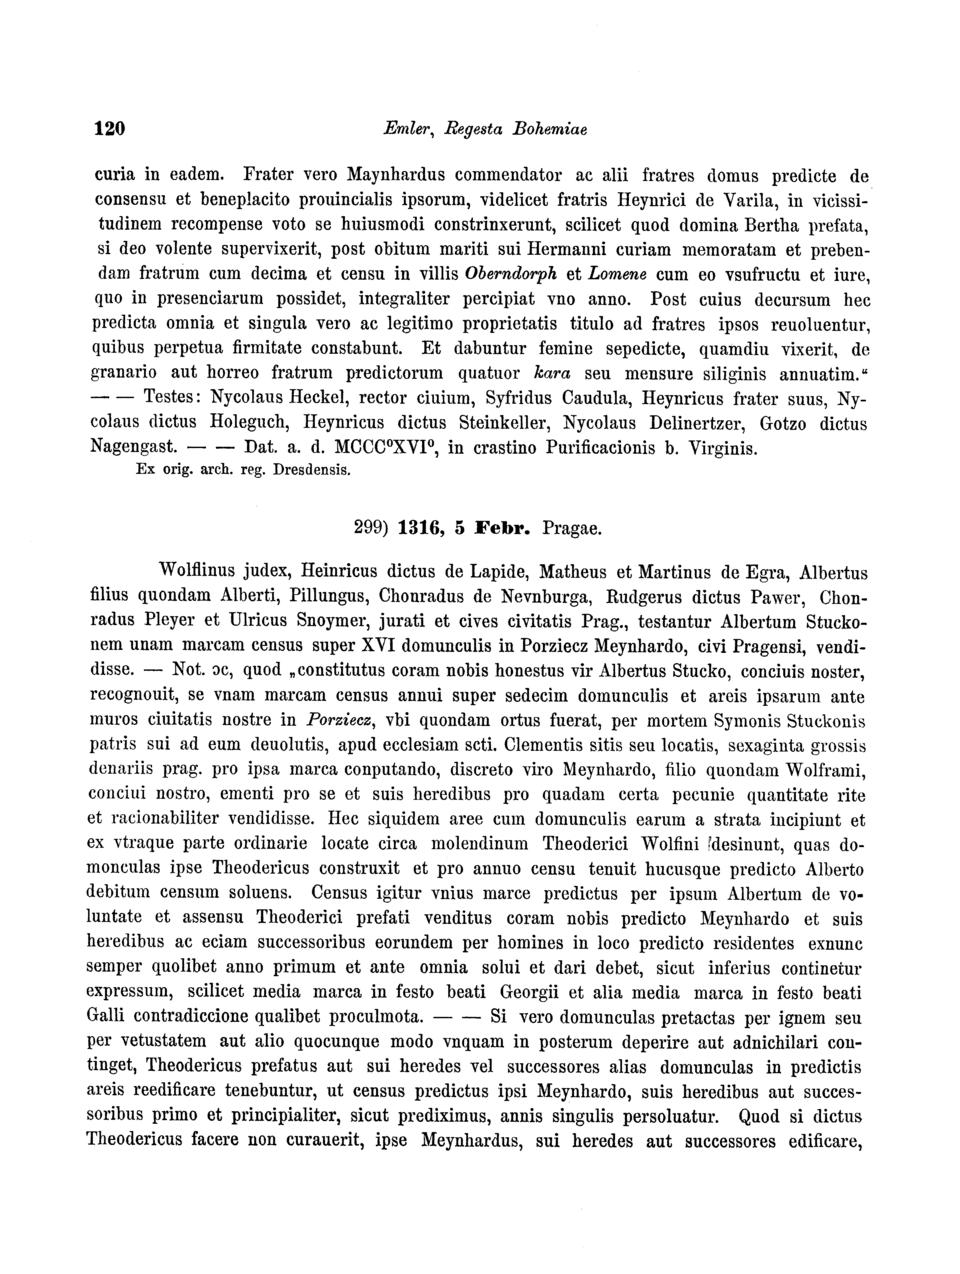 120 Emler, Regesta Bohemiae
curia in eadem. Frater vero Maynhardus commendator ac alii fratres domus predicte de
consensu et beneplacito prouincialis ipsorum, videlicet fratris Heynrici de Varila, in vicissi-
tudinem recompense voto se huiusmodi constrinxerunt, scilicet quod domina Bertha prefata,
si deo volente supervixerit, post obitum mariti sui Hermanni curiam memoratam et preben-
dam fratrum cum decima et censu in villis Oberndorph et Lomene cum eo vsufructu et iure,
quo in presenciarum possidet, integraliter percipiat vno anno. Post cuius decursum hec
predicta omnia et singula vero ac legitimo proprietatis titulo ad fratres ipsos reuoluentur,
quibus perpetua firmitate constabunt. Et dabuntur femine sepedicte, quamdiu vixerit, de
granario aut horreo fratrum predictorum quatuor kara seu mensure siliginis annuatim.“
— — Testes: Nycolaus Heckel, rector ciuium, Syfridus Caudula, Heynricus frater suus, Ny-
colaus dictus Holeguch, Heynricus dictus Steinkeller, Nycolaus Delinertzer, Gotzo dictus
Nagengast. — — Dat. a. d. MCCC⁰XVI⁰, in crastino Purificacionis b. Virginis.
Ex orig. arch. reg. Dresdensis.
299) 1316, 5 Febr. Pragae.
Wolflinus judex, Heinricus dictus de Lapide, Matheus et Martinus de Egra, Albertus
filius quondam Alberti, Pillungus, Chonradus de Nevnburga, Rudgerus dictus Pawer, Chon-
radus Pleyer et Ulricus Snoymer, jurati et cives civitatis Prag., testantur Albertum Stucko-
nem unam marcam census super XVI domunculis in Porziecz Meynhardo, civi Pragensi, vendi-
disse. — Not. ɔc, quod „constitutus coram nobis honestus vir Albertus Stucko, conciuis noster,
recognouit, se vnam marcam census annui super sedecim domunculis et areis ipsarum ante
muros ciuitatis nostre in Porziecz, vbi quondam ortus fuerat, per mortem Symonis Stuckonis
patris sui ad eum deuolutis, apud ecclesiam scti. Clementis sitis seu locatis, sexaginta grossis
denariis prag. pro ipsa marca conputando, discreto viro Meynhardo, filio quondam Wolframi,
conciui nostro, ementi pro se et suis heredibus pro quadam certa pecunie quantitate rite
et racionabiliter vendidisse. Hec siquidem aree cum domunculis earum a strata incipiunt et
ex vtraque parte ordinarie locate circa molendinum Theoderici Wolfini desinunt, quas do-
monculas ipse Theodericus construxit et pro annuo censu tenuit hucusque predicto Alberto
debitum censum soluens. Census igitur vnius marce predictus per ipsum Albertum de vo-
luntate et assensu Theoderici prefati venditus coram nobis predicto Meynhardo et suis
heredibus ac eciam successoribus eorundem per homines in loco predicto residentes exnunc
semper quolibet anno primum et ante omnia solui et dari debet, sicut inferius continetur
expressum, scilicet media marca in festo beati Georgii et alia media marca in festo beati
Galli contradiccione qualibet proculmota. — — Si vero domunculas pretactas per ignem seu
per vetustatem aut alio quocunque modo vnquam in posterum deperire aut adnichilari con-
tinget, Theodericus prefatus aut sui heredes vel successores alias domunculas in predictis
areis reedificare tenebuntur, ut census predictus ipsi Meynhardo, suis heredibus aut succes-
soribus primo et principialiter, sicut prediximus, annis singulis persoluatur. Quod si dictus
Theodericus facere non curauerit, ipse Meynhardus, sui heredes aut successores edificare,